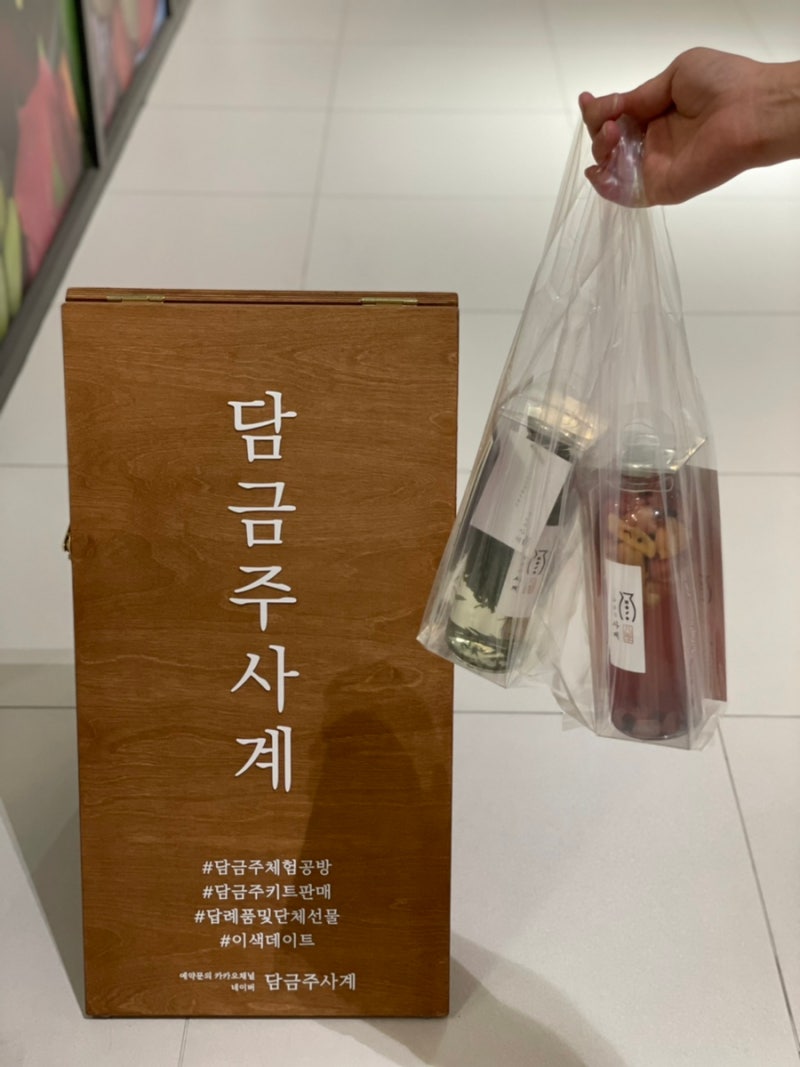 담금주사계
#담금주체험공방
#담금주키트판매
#답례품및단체선물
#이색데이트
예약문의 카카오채널
네이버
담금주사계
사계